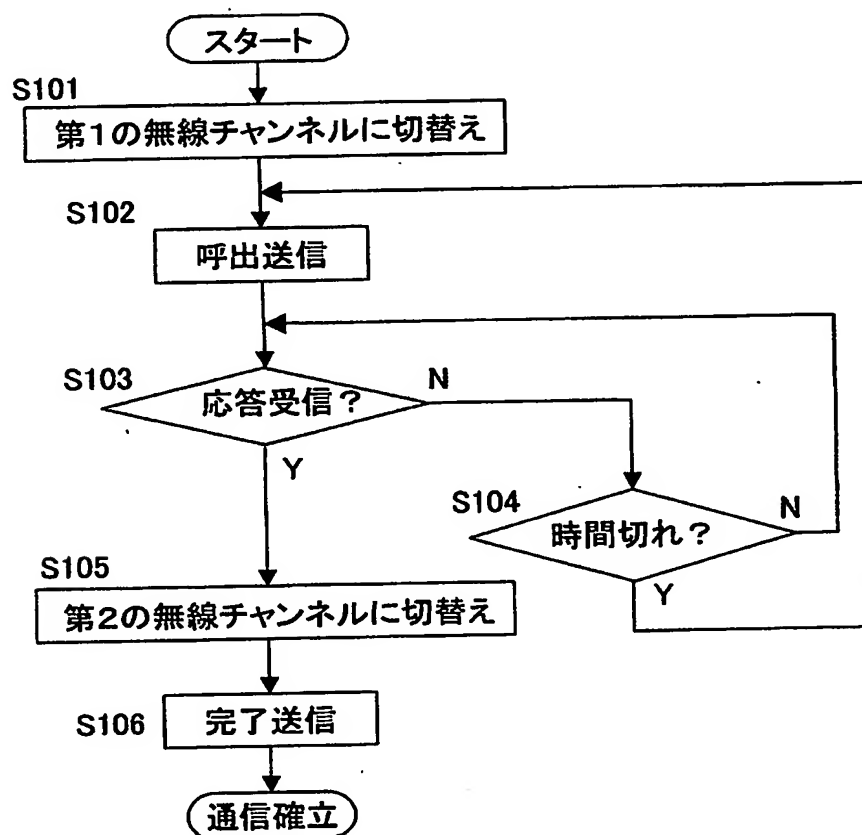 スタート
S101
第1の無線チャンネルに切替え
S102
呼出送信
S103
応答受信?
N
Y
S104
時間切れ?
N
Y
S105
第2の無線チャンネルに切替え
S106
完了送信
通信確立